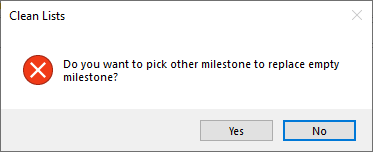 Clean Lists
Do you want to pick other milestone to replace empty
milestone?
Yes
No